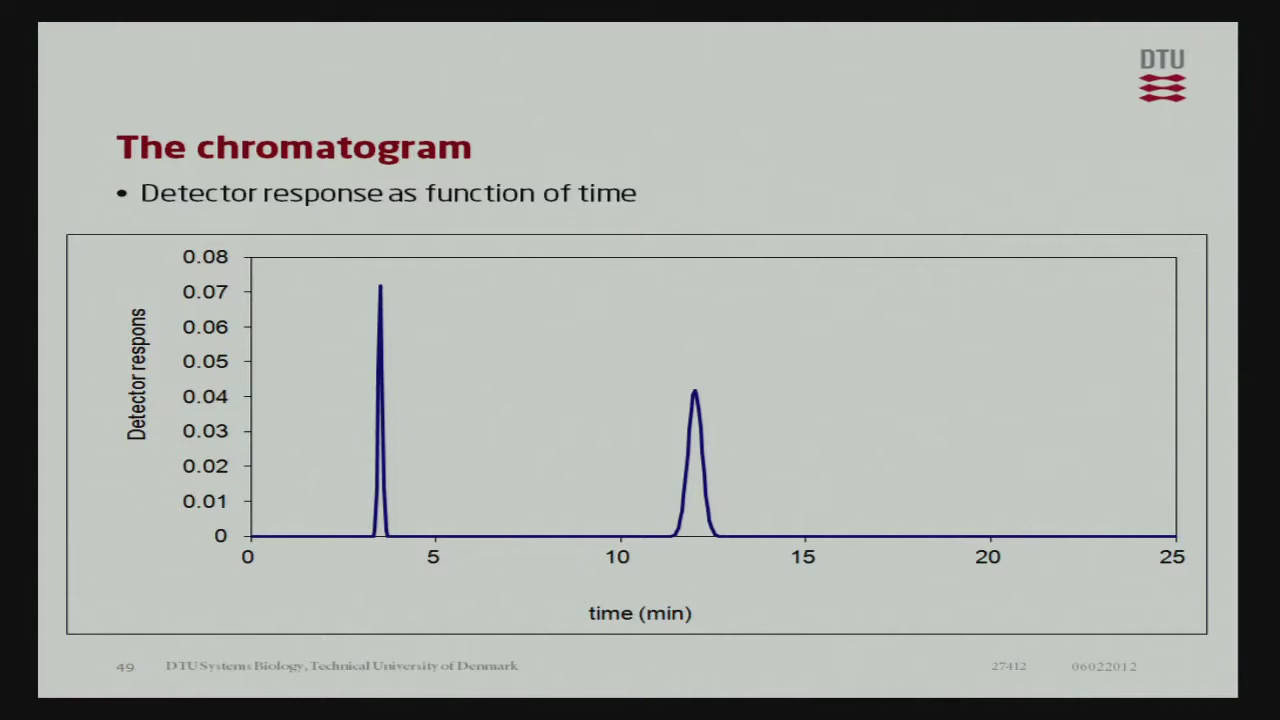 DTU
The chromatogram
• Detector response as function of time
0.08
0.07
0.06
0.05
0.04
0.03
0.02
0.01
0
Detector respons
0 5 10 15 20 25
time (min)
49 DTU Systems Biology, Technical University of Denmark 27412 06022012